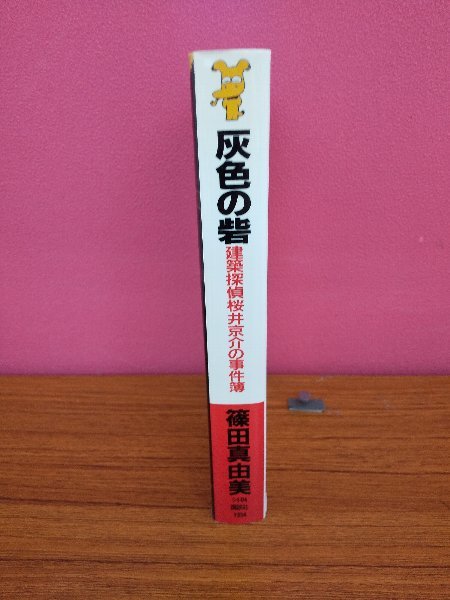 灰色の砦
建築探偵桜井京介の事件簿
篠田真由美
講談社